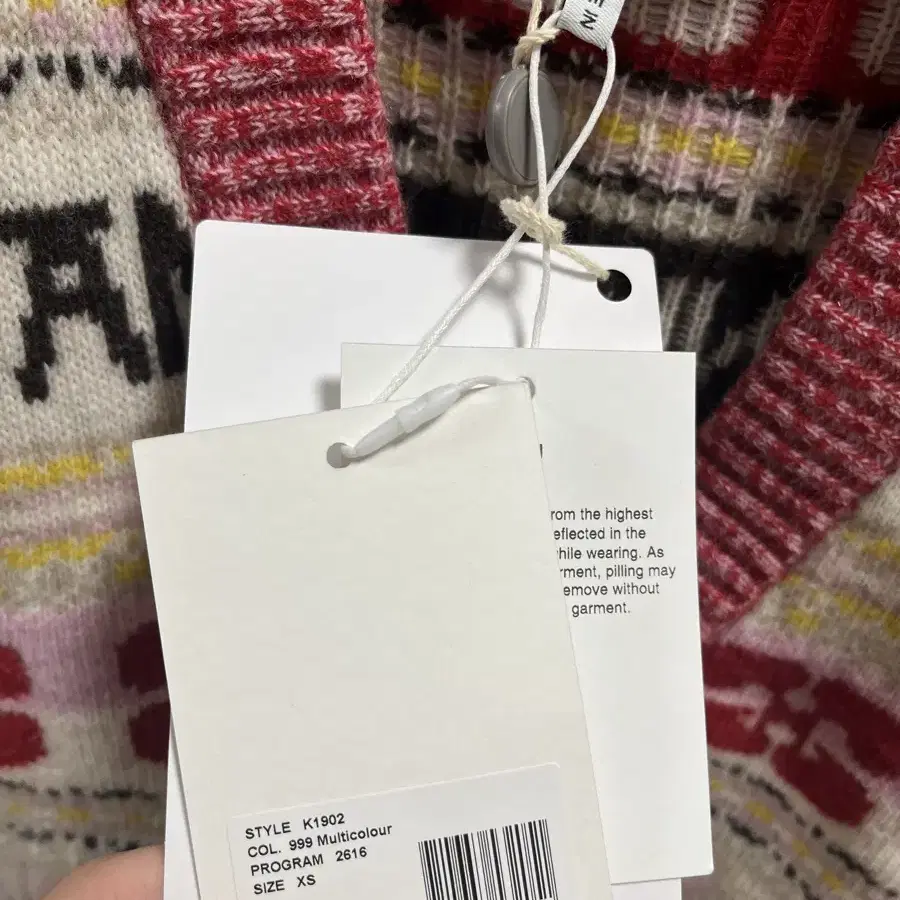 E IN
AN
rom the highest
eflected in the
hile wearing. As
rment, pilling may
emove without
garment.
STYLE K1902
COL. 999 Multicolour
PROGRAM 2616
SIZE XS